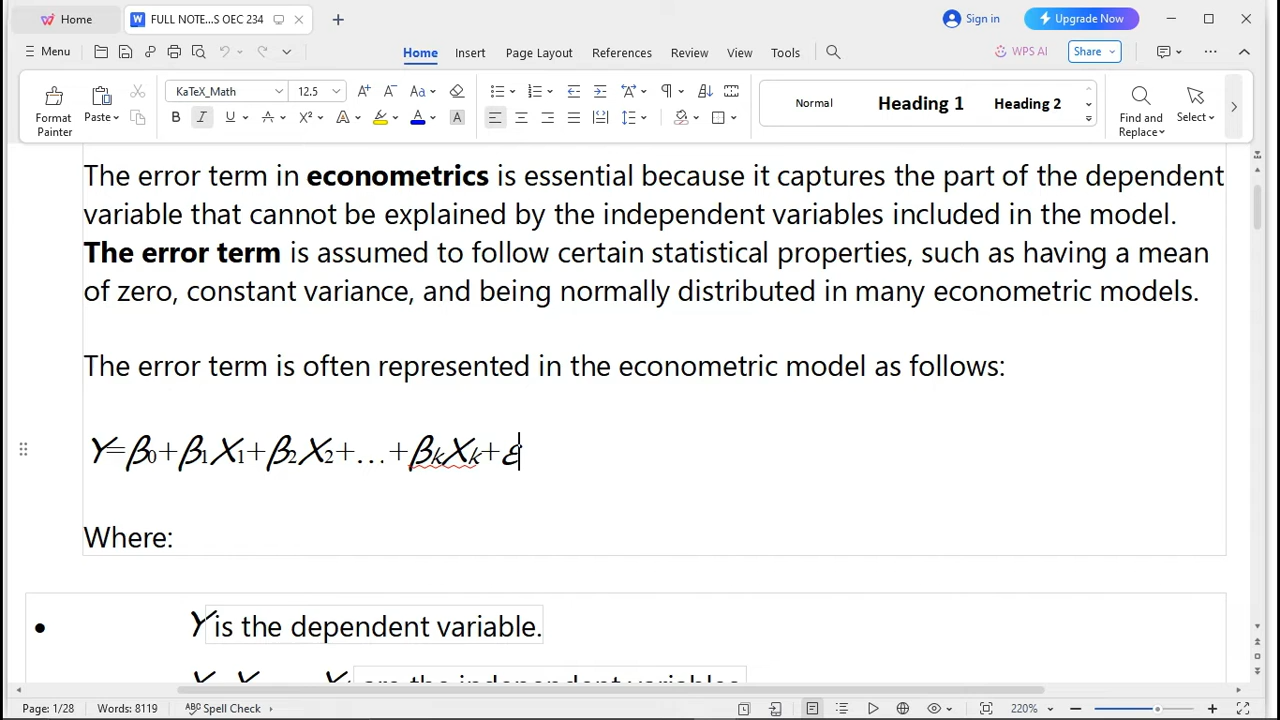 Home
FULL NOTE...S OEC 234
Sign in
Upgrade Now
Menu
Home
Insert
Page Layout
References
Review
View
Tools
WPS AI
Share
Format Painter
Paste
KaTeX_Math
12.5
Normal
Heading 1
Heading 2
Find and Replace
Select
The error term in econometrics is essential because it captures the part of the dependent
variable that cannot be explained by the independent variables included in the model.
The error term is assumed to follow certain statistical properties, such as having a mean
of zero, constant variance, and being normally distributed in many econometric models.
The error term is often represented in the econometric model as follows:
Y=β0+β1X1+β2X2+…+βkXk+ε
Where:
• Y is the dependent variable.
are the independent variables
Page: 1/28
Words: 8119
Spell Check
220%